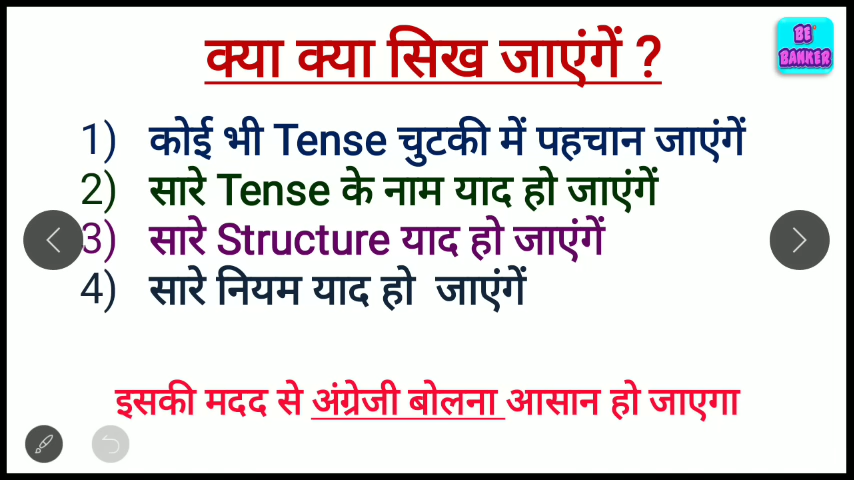 क्या क्या सिख जाएंगें ?
BE
BANKER
1) कोई भी Tense चुटकी में पहचान जाएंगें
2) सारे Tense के नाम याद हो जाएंगें
3) सारे Structure याद हो जाएंगें
4) सारे नियम याद हो जाएंगें
इसकी मदद से अंग्रेजी बोलना आसान हो जाएगा